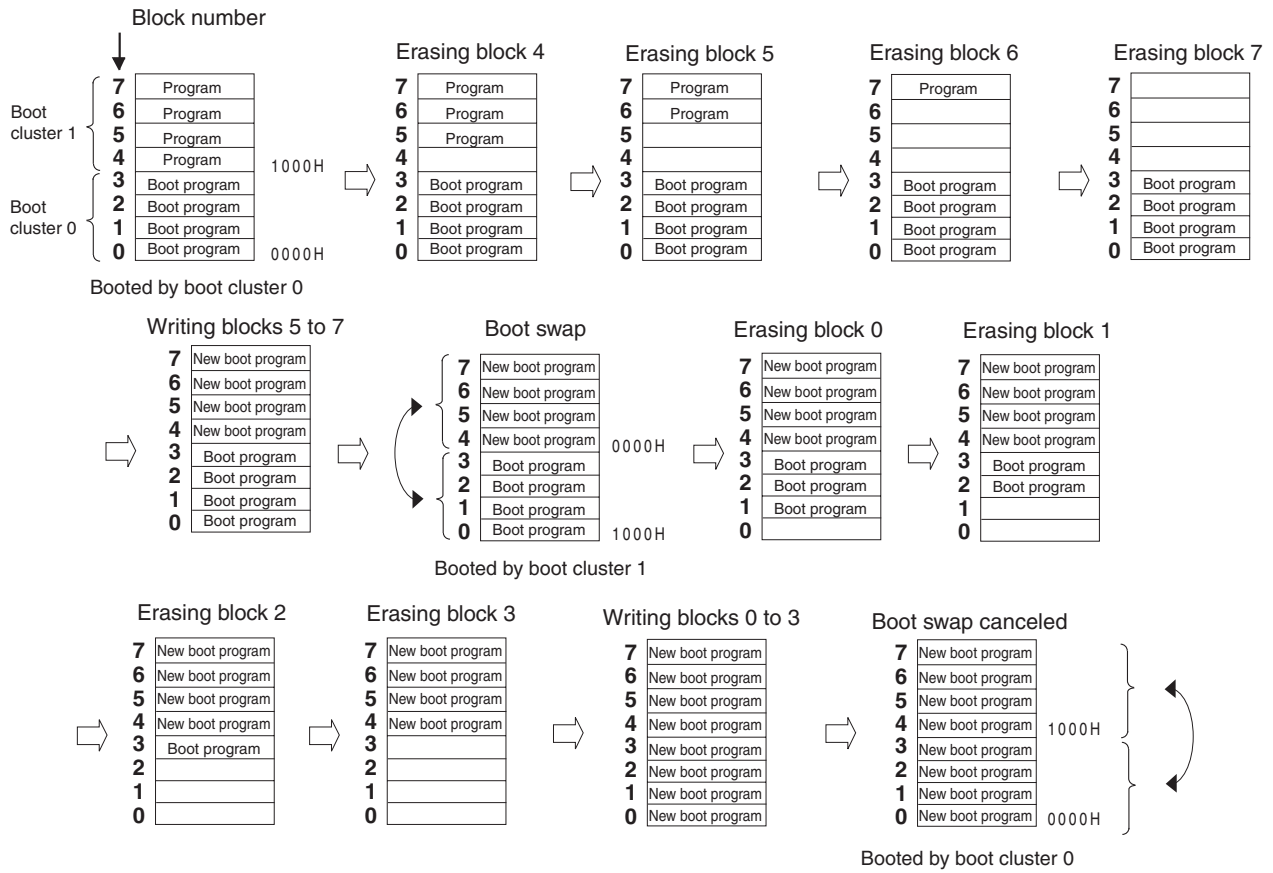 Block number
Boot
cluster 1
Boot
cluster 0
7 Program
6 Program
5 Program
4 Program
3 Boot program
2 Boot program
1 Boot program
0 Boot program
1000H
0000H
Booted by boot cluster 0
Erasing block 4
7 Program
6 Program
5 Program
4
3 Boot program
2 Boot program
1 Boot program
0 Boot program
Erasing block 5
7 Program
6 Program
5
4
3 Boot program
2 Boot program
1 Boot program
0 Boot program
Erasing block 6
7 Program
6
5
4
3 Boot program
2 Boot program
1 Boot program
0 Boot program
Erasing block 7
7
6
5
4
3 Boot program
2 Boot program
1 Boot program
0 Boot program
Writing blocks 5 to 7
7 New boot program
6 New boot program
5 New boot program
4 New boot program
3 Boot program
2 Boot program
1 Boot program
0 Boot program
Boot swap
7 New boot program
6 New boot program
5 New boot program
4 New boot program
3 Boot program
2 Boot program
1 Boot program
0 Boot program
0000H
1000H
Booted by boot cluster 1
Erasing block 0
7 New boot program
6 New boot program
5 New boot program
4 New boot program
3 Boot program
2 Boot program
1 Boot program
0
Erasing block 1
7 New boot program
6 New boot program
5 New boot program
4 New boot program
3 Boot program
2 Boot program
1
0
Erasing block 2
7 New boot program
6 New boot program
5 New boot program
4 New boot program
3 Boot program
2
1
0
Erasing block 3
7 New boot program
6 New boot program
5 New boot program
4 New boot program
3
2
1
0
Writing blocks 0 to 3
7 New boot program
6 New boot program
5 New boot program
4 New boot program
3 New boot program
2 New boot program
1 New boot program
0 New boot program
Boot swap canceled
7 New boot program
6 New boot program
5 New boot program
4 New boot program
3 New boot program
2 New boot program
1 New boot program
0 New boot program
1000H
0000H
Booted by boot cluster 0